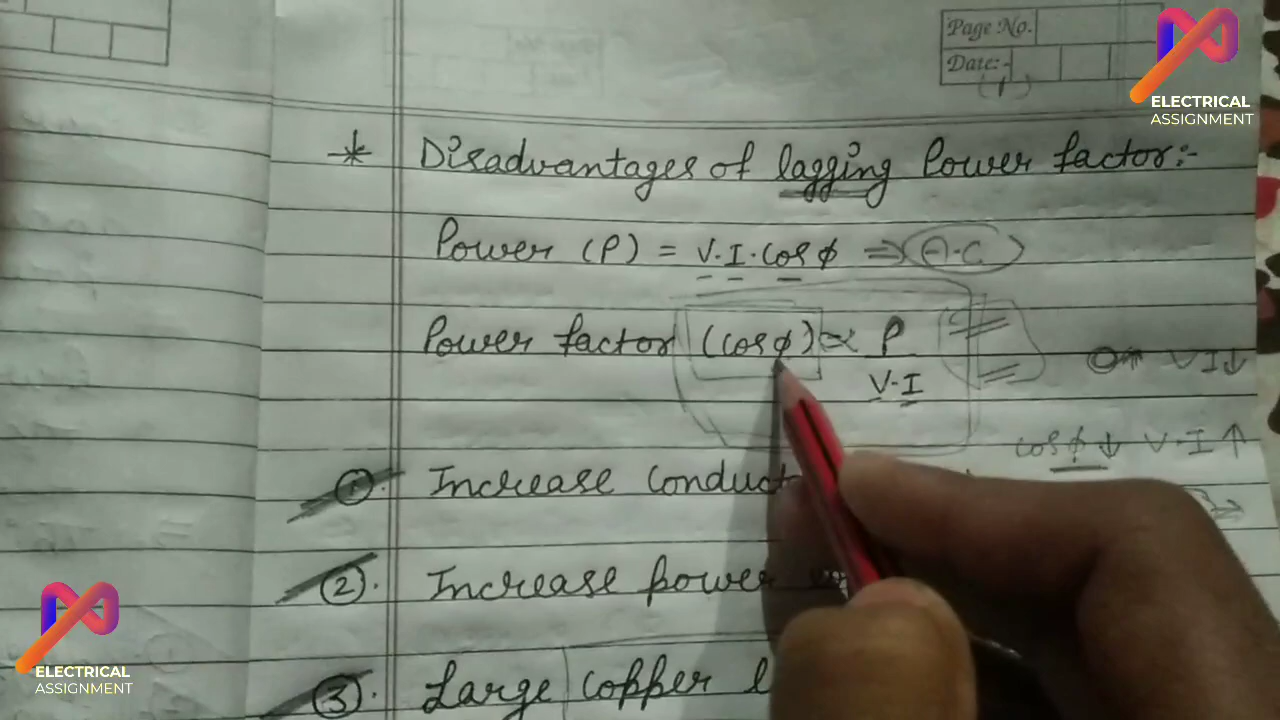 Page No.
Date:-
ELECTRICAL
ASSIGNMENT
* Disadvantages of lagging Power factor:-
Power (P) = V.I.cosϕ ⇒ A.C
Power factor (cosϕ) ∝ P
V.I
VI↓
cosϕ↓ V.I↑
①. Increase conduct
②. Increase power
③. Large copper l
ELECTRICAL
ASSIGNMENT